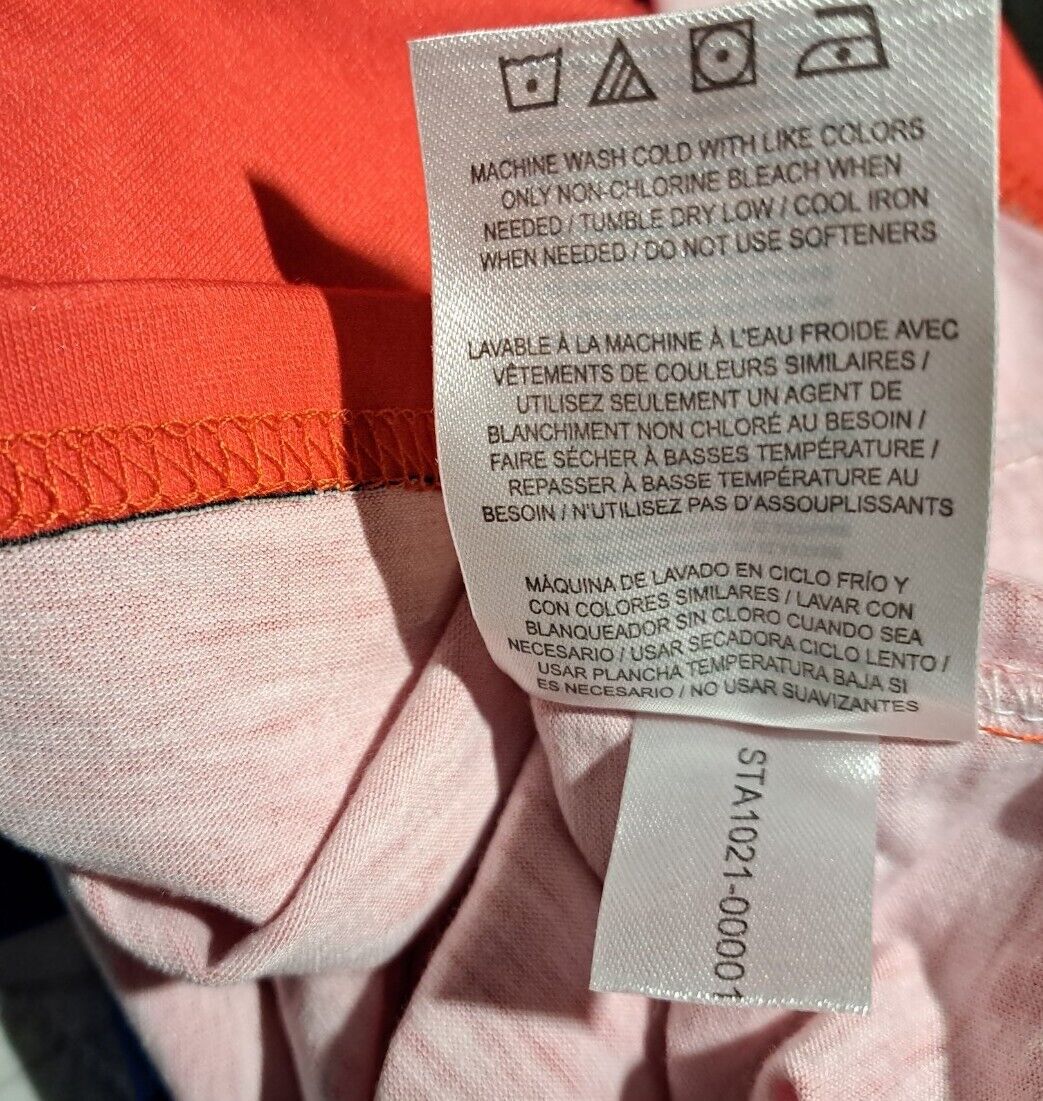 MACHINE WASH COLD WITH LIKE COLORS
ONLY NON-CHLORINE BLEACH WHEN
NEEDED / TUMBLE DRY LOW / COOL IRON
WHEN NEEDED / DO NOT USE SOFTENERS
LAVABLE À LA MACHINE À L'EAU FROIDE AVEC
VÊTEMENTS DE COULEURS SIMILAIRES /
UTILISEZ SEULEMENT UN AGENT DE
BLANCHIMENT NON CHLORÉ AU BESOIN /
FAIRE SÉCHER À BASSES TEMPÉRATURE /
REPASSER À BASSE TEMPÉRATURE AU
BESOIN / N'UTILISEZ PAS D'ASSOUPLISSANTS
MÁQUINA DE LAVADO EN CICLO FRÍO Y
CON COLORES SIMILARES / LAVAR CON
BLANQUEADOR SIN CLORO CUANDO SEA
NECESARIO / USAR SECADORA CICLO LENTO /
USAR PLANCHA TEMPERATURA BAJA SI
ES NECESARIO / NO USAR SUAVIZANTES
STA1021-00001